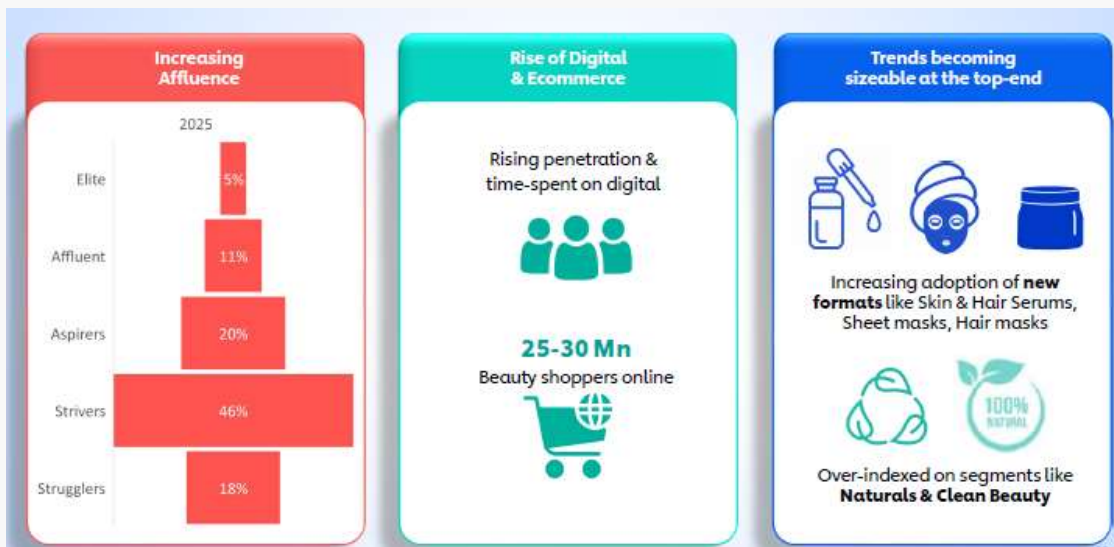 Increasing
Affluence
2025
Elite
5%
Affluent
11%
Aspirers
20%
Strivers
46%
Strugglers
18%
Rise of Digital
& Ecommerce
Rising penetration &
time-spent on digital
25-30 Mn
Beauty shoppers online
Trends becoming
sizeable at the top-end
Increasing adoption of new
formats like Skin & Hair Serums,
Sheet masks, Hair masks
100%
NATURAL
Over-indexed on segments like
Naturals & Clean Beauty